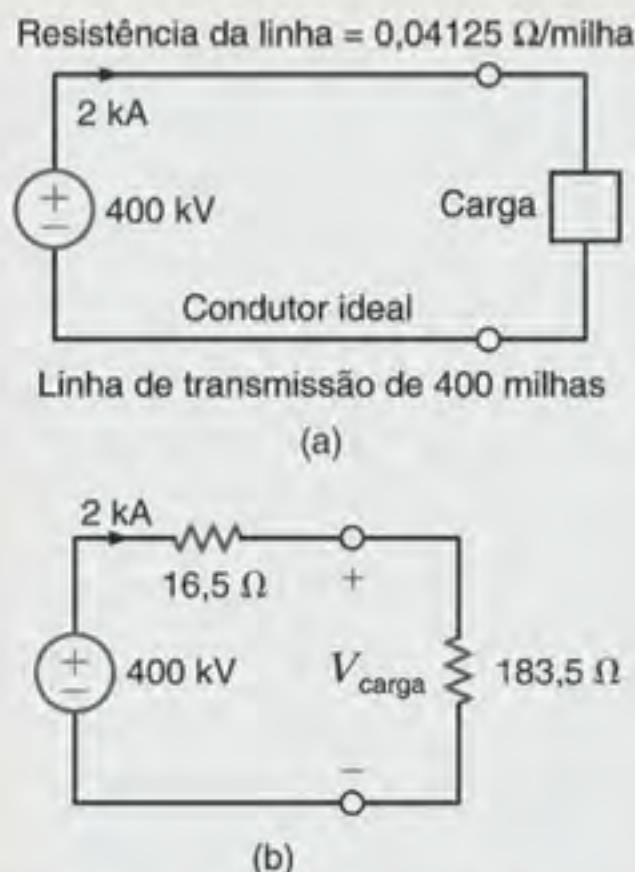 Resistência da linha = 0,04125 Ω/milha
2 kA
+
−
400 kV
Carga
Condutor ideal
Linha de transmissão de 400 milhas
(a)
2 kA
16,5 Ω
+
+
−
400 kV
V carga
183,5 Ω
−
(b)